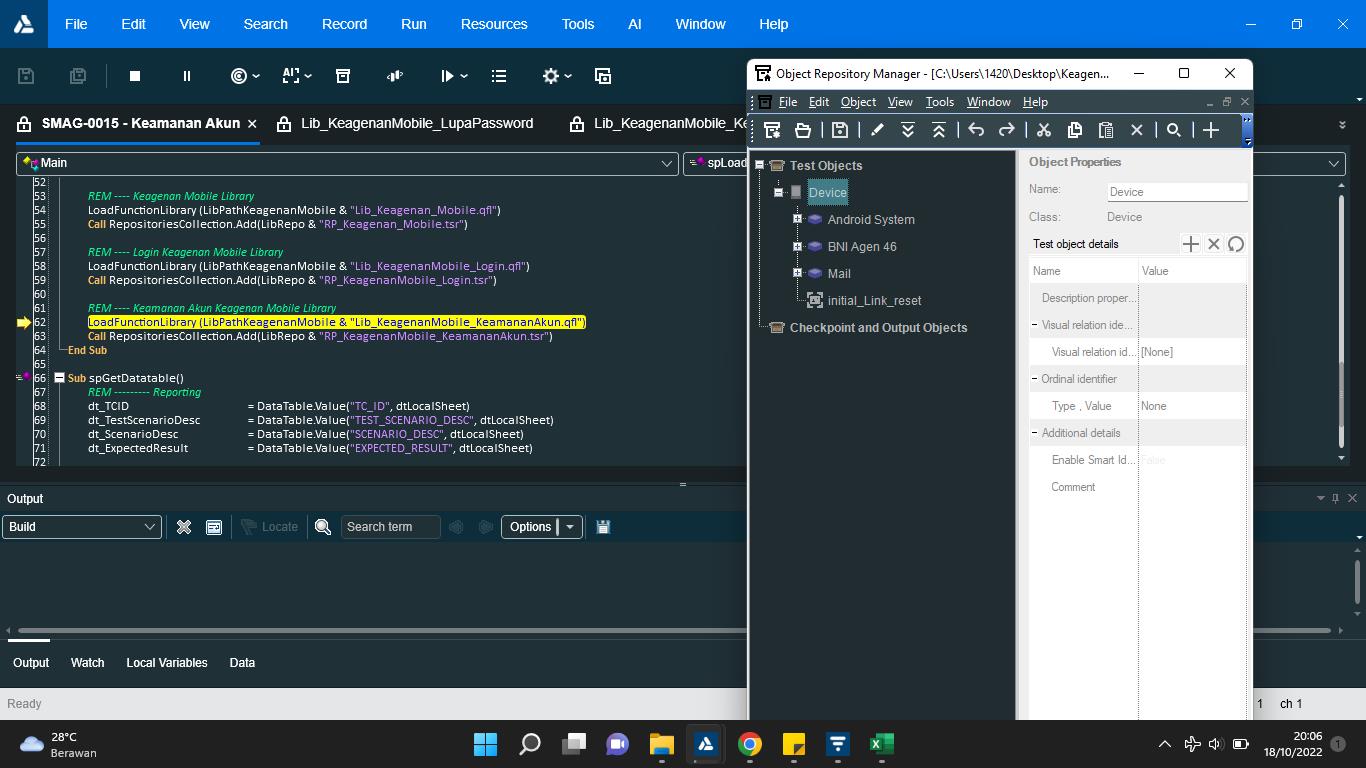 File Edit View Search Record Run Resources Tools AI Window Help
SMAG-0015 - Keamanan Akun
Lib_KeagenanMobile_LupaPassword
Lib_KeagenanMobile_Ke
Main
spLoad
52
53 REM ---- Keagenan Mobile Library
54 LoadFunctionLibrary (LibPathKeagenanMobile & "Lib_Keagenan_Mobile.qfl")
55 Call RepositoriesCollection.Add(LibRepo & "RP_Keagenan_Mobile.tsr")
56
57 REM ---- Login Keagenan Mobile Library
58 LoadFunctionLibrary (LibPathKeagenanMobile & "Lib_KeagenanMobile_Login.qfl")
59 Call RepositoriesCollection.Add(LibRepo & "RP_KeagenanMobile_Login.tsr")
60
61 REM ---- Keamanan Akun Keagenan Mobile Library
62 LoadFunctionLibrary (LibPathKeagenanMobile & "Lib_KeagenanMobile_KeamananAkun.qfl")
63 Call RepositoriesCollection.Add(LibRepo & "RP_KeagenanMobile_KeamananAkun.tsr")
64 End Sub
65
66 Sub spGetDatatable()
67 REM --------- Reporting
68 dt_TCID = DataTable.Value("TC_ID", dtLocalSheet)
69 dt_TestScenarioDesc = DataTable.Value("TEST_SCENARIO_DESC", dtLocalSheet)
70 dt_ScenarioDesc = DataTable.Value("SCENARIO_DESC", dtLocalSheet)
71 dt_ExpectedResult = DataTable.Value("EXPECTED_RESULT", dtLocalSheet)
72
Output
Build
Locate
Search term
Options
Output Watch Local Variables Data
Ready
1 ch 1
Object Repository Manager - [C:\Users\1420\Desktop\Keagen...
File Edit Object View Tools Window Help
Test Objects
Device
Android System
BNI Agen 46
Mail
initial_Link_reset
Checkpoint and Output Objects
Object Properties
Name: Device
Class: Device
Test object details
Name Value
Description proper...
Visual relation ide...
Visual relation id... [None]
Ordinal identifier
Type , Value None
Additional details
Enable Smart Id... False
Comment
28°C
Berawan
20:06
18/10/2022
1